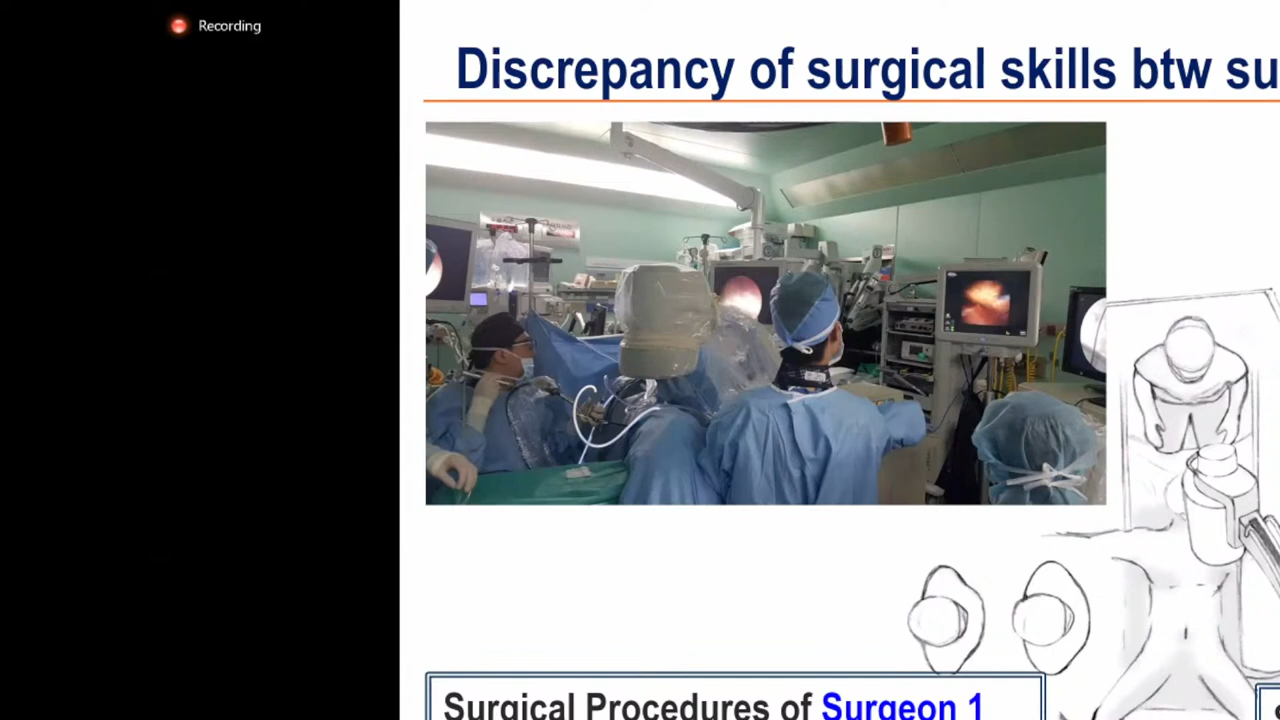 Recording
Discrepancy of surgical skills btw su
Surgical Procedures of Surgeon 1